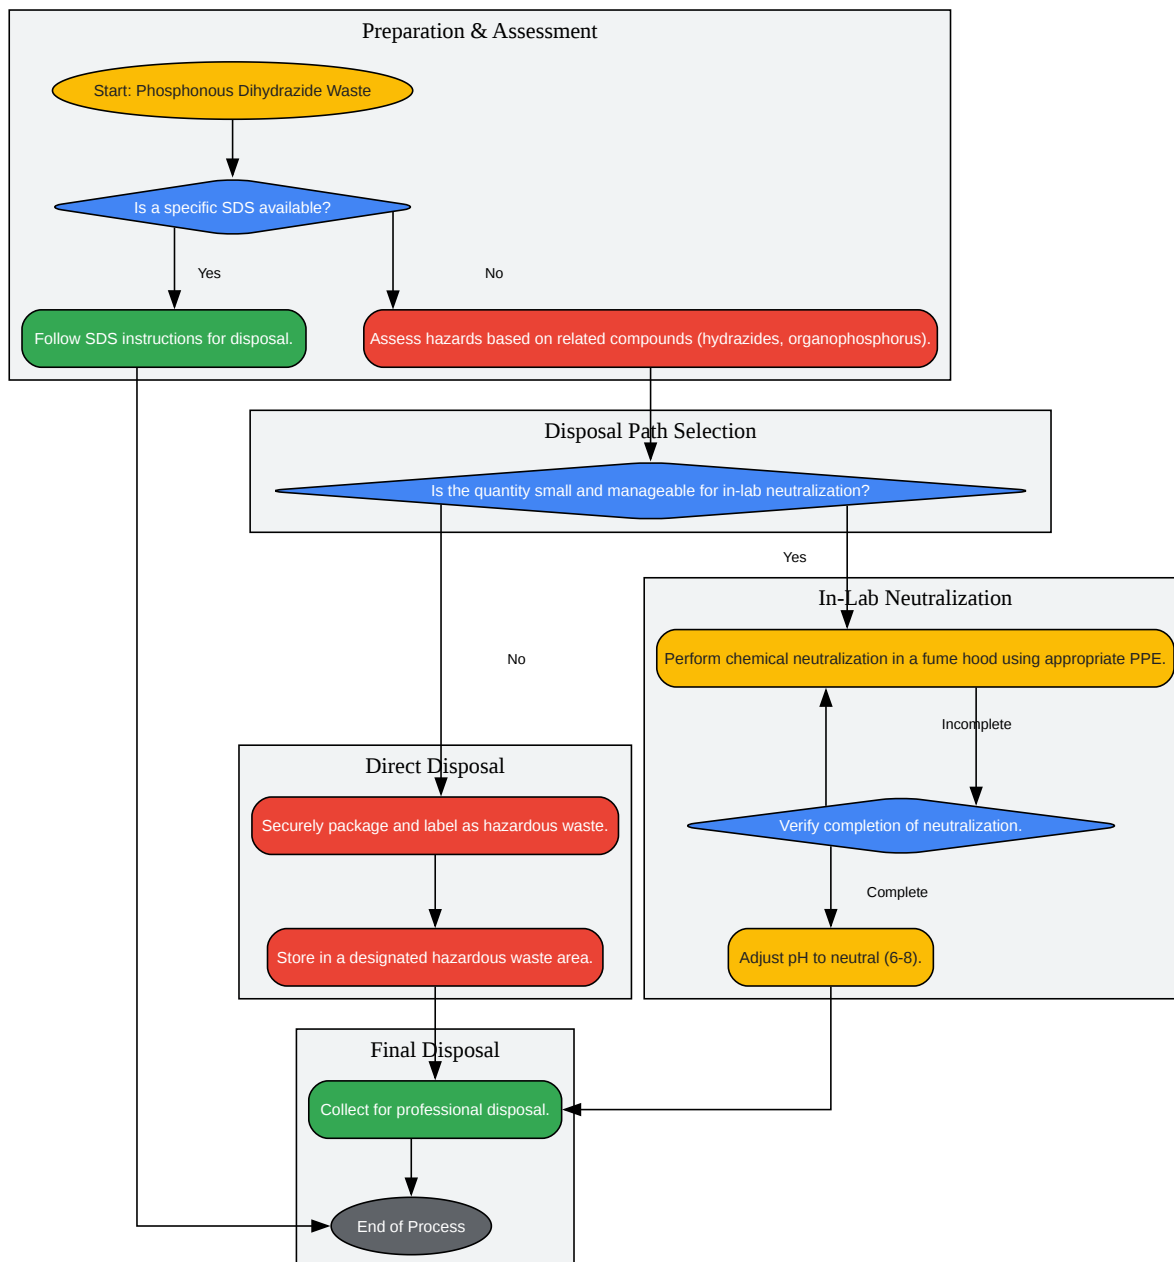 Preparation & Assessment
Start: Phosphonous Dihydrazide Waste
Is a specific SDS available?
Yes
No
Follow SDS instructions for disposal.
Assess hazards based on related compounds (hydrazides, organophosphorus).
Disposal Path Selection
Is the quantity small and manageable for in-lab neutralization?
Yes
In-Lab Neutralization
Perform chemical neutralization in a fume hood using appropriate PPE.
No
Incomplete
Direct Disposal
Securely package and label as hazardous waste.
Verify completion of neutralization.
Complete
Store in a designated hazardous waste area.
Adjust pH to neutral (6-8).
Final Disposal
Collect for professional disposal.
End of Process